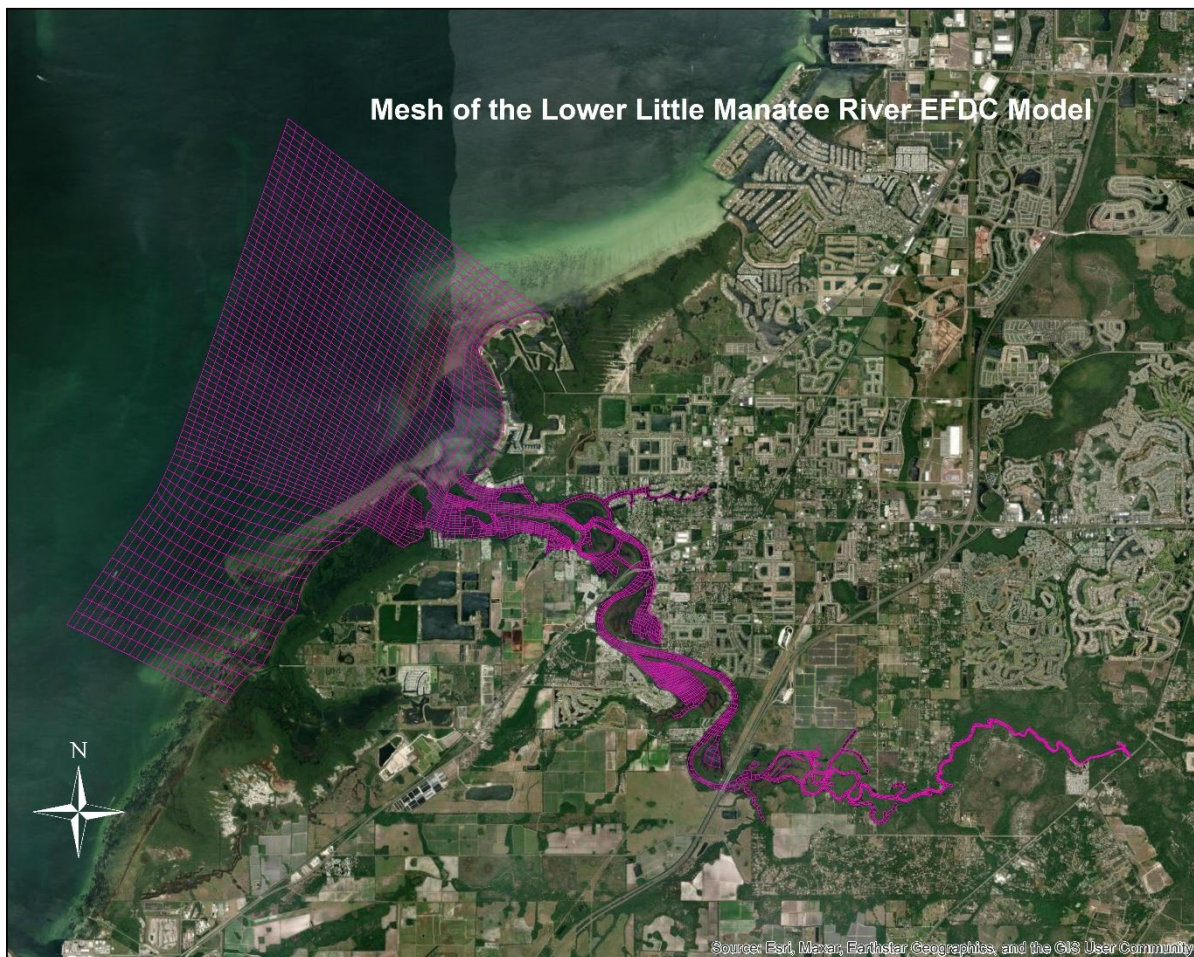 Mesh of the Lower Little Manatee River EFDC Model
N
Source: Esri, Maxar, Earthstar Geographics, and the GIS User Community